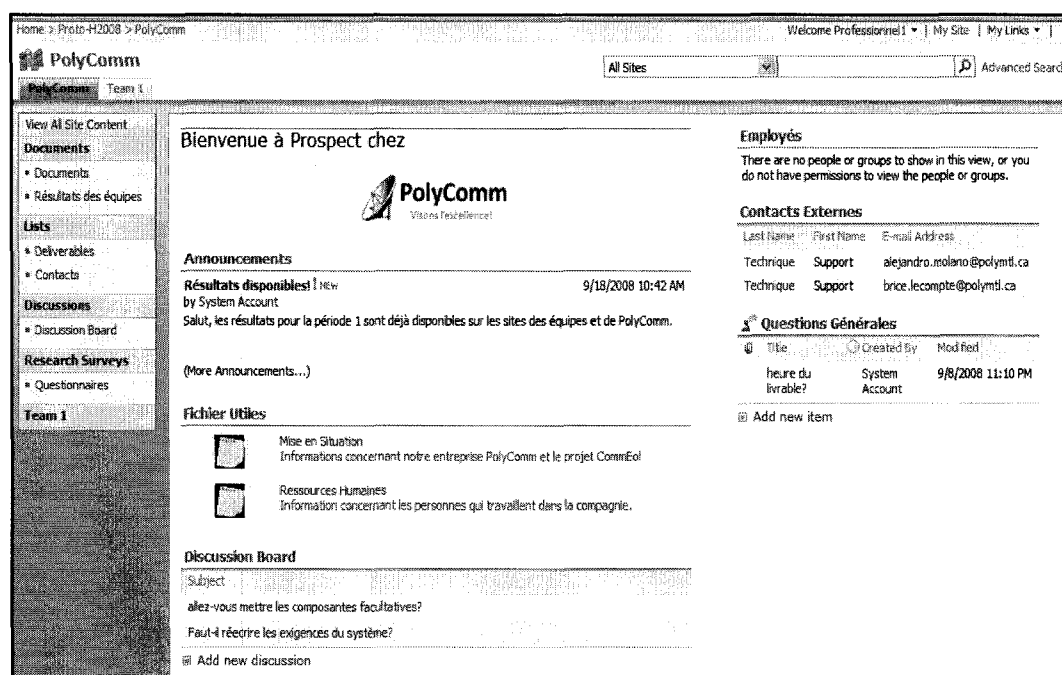 Home > Proto-H2008 > PolyComm
Welcome Professionnel1 | My Site | My Links |
PolyComm
All Sites
Advanced Search
PolyComm Team 1
View All Site Content
Documents
Documents
Résultats des équipes
Lists
Deliverables
Contacts
Discussions
Discussion Board
Research Surveys
Questionnaires
Team 1
Bienvenue à Prospect chez
PolyComm
Visons l'excellence!
Announcements
Résultats disponibles! ! NEW
9/18/2008 10:42 AM
by System Account
Salut, les résultats pour la période 1 sont déjà disponibles sur les sites des équipes et de PolyComm.
(More Announcements...)
Fichier Utiles
Mise en Situation
Informations concernant notre entreprise PolyComm et le projet CommEol
Ressources Humaines
Information concernant les personnes qui travaillent dans la compagnie.
Discussion Board
Subject
allez-vous mettre les composantes facultatives?
Faut-il réecrire les exigences du système?
Add new discussion
Employés
There are no people or groups to show in this view, or you
do not have permissions to view the people or groups.
Contacts Externes
Last Name First Name E-mail Address
Technique Support alejandro.molano@polymtl.ca
Technique Support brice.lecompte@polymtl.ca
Questions Générales
Title Created By Modified
heure du System 9/8/2008 11:10 PM
livrable? Account
Add new item